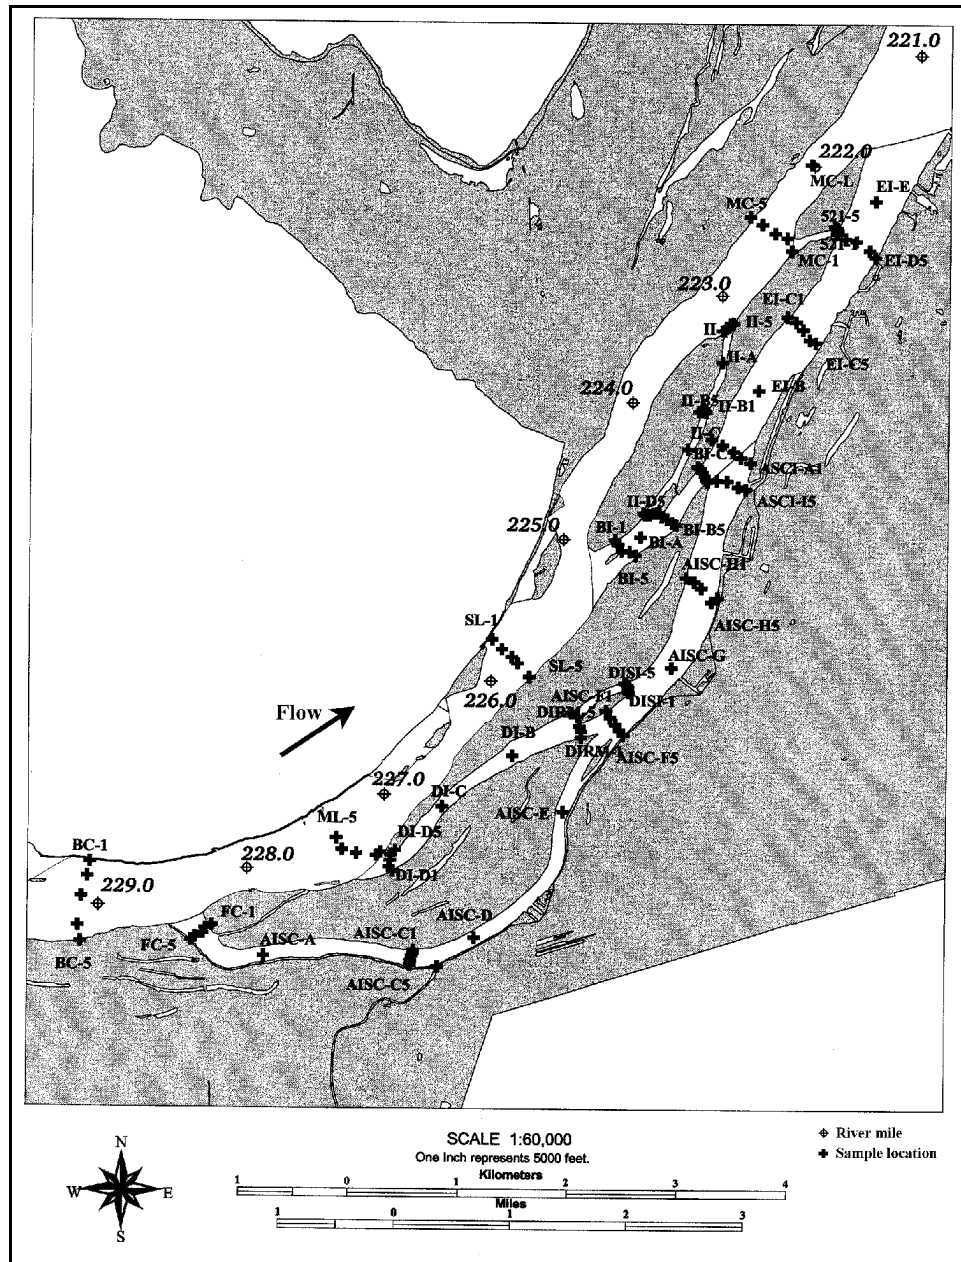 221.0
222.0
MC-L
EI-E
MC-5
521-5
MC-1
EI-D5
223.0
EI-C1
II-5
II-A
EI-C5
224.0
EI-B
II-B5
II-B1
II-C
BI-C
ASCI-A1
ASCI-I5
II-D5
225.0
BI-1
BI-B5
BI-A
BI-5
AISC-H1
AISC-H5
SL-1
SL-5
AISC-G
226.0
DISI-5
AISC-F1
DISI-1
Flow
DIRM-5
DI-B
DIRM-1
AISC-F5
227.0
DI-C
AISC-E
ML-5
DI-D5
BC-1
228.0
DI-D1
229.0
FC-1
AISC-D
AISC-C1
FC-5
AISC-A
BC-5
AISC-C5
N
W E
S
SCALE 1:60,000
One Inch represents 5000 feet.
Kilometers
1 0 1 2 3 4
Miles
1 0 1 2 3
River mile
Sample location